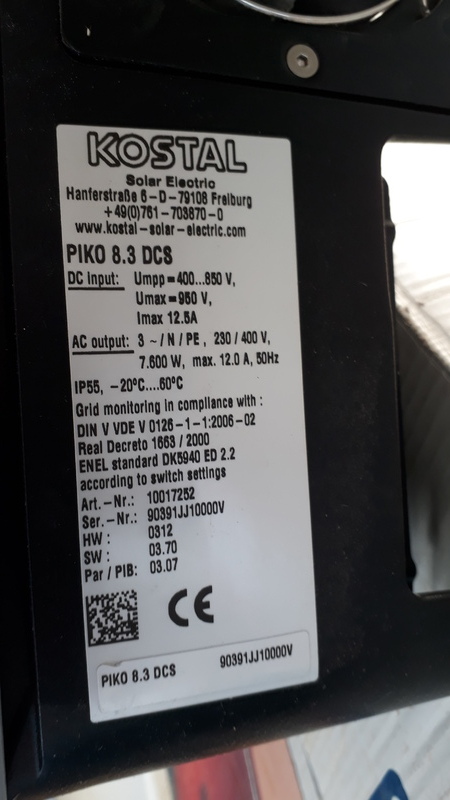 KOSTAL
Solar Electric
Hanferstraße 6-D-79108 Freiburg
+49(0)761-703870-0
www.kostal-solar-electric.com
PIKO 8.3 DCS
DC input: Umpp=400...850 V,
Umax=950 V,
Imax 12.5A
AC output: 3 ~/N/PE, 230/400 V,
7.600 W, max. 12.0 A, 50Hz
IP55, -20°C....60°C
Grid monitoring in compliance with :
DIN V VDE V 0126-1-1:2006-02
Real Decreto 1663 / 2000
ENEL standard DK5940 ED 2.2
according to switch settings
Art.-Nr.: 10017252
Ser.-Nr.: 90391JJ10000V
HW : 0312
SW : 03.70
Par / PIB: 03.07
CE
PIKO 8.3 DCS 90391JJ10000V